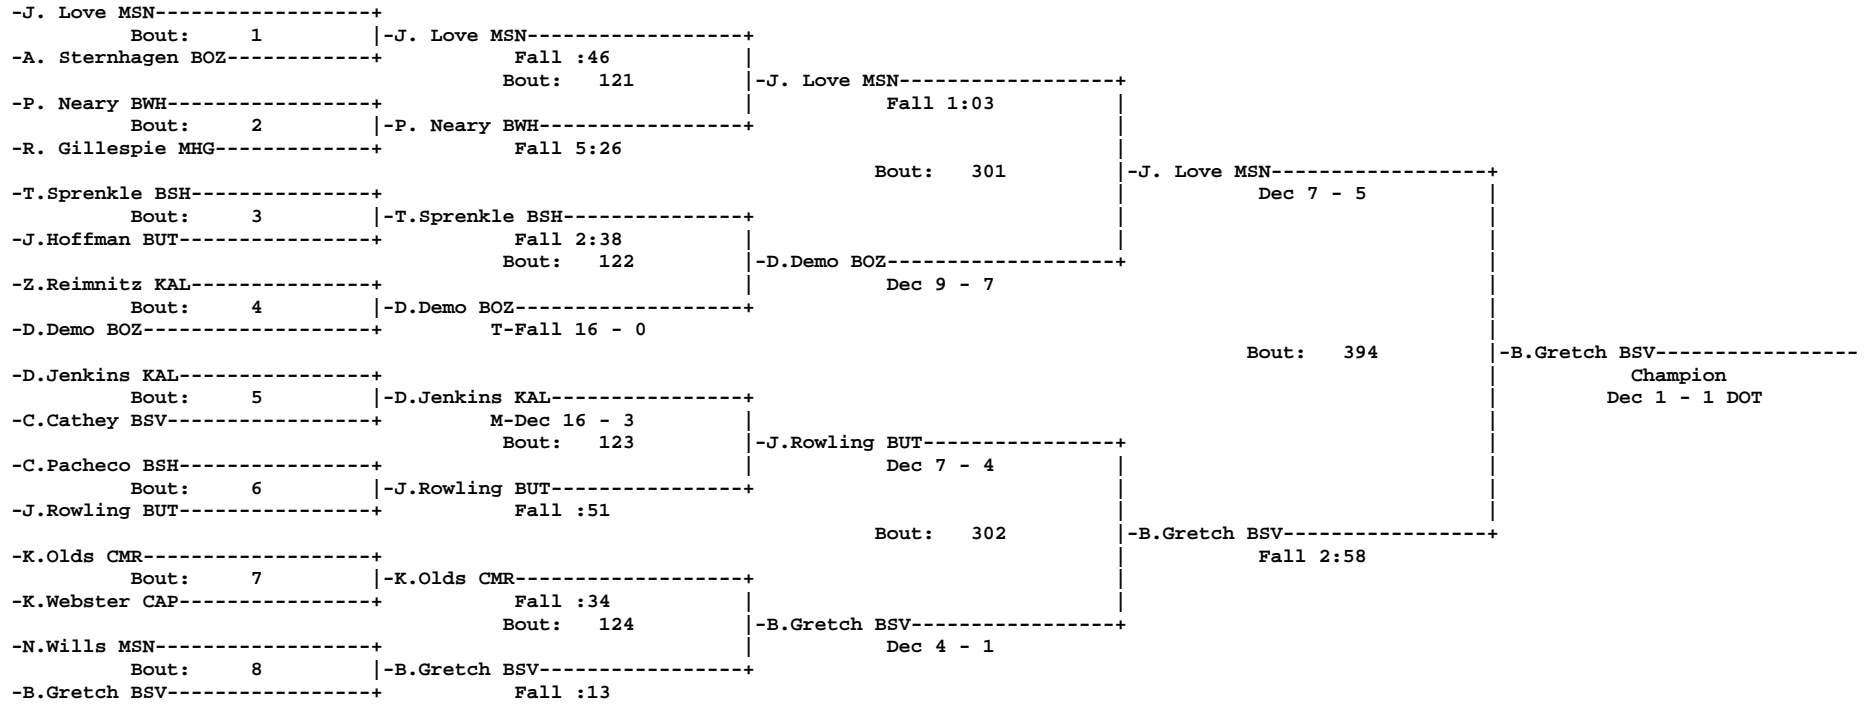 -J. Love MSN------------------+
Bout: 1 |-J. Love MSN------------------+
-A. Sternhagen BOZ------------+ Fall :46 |
Bout: 121 |-J. Love MSN------------------+
-P. Neary BWH-----------------+ | Fall 1:03 |
Bout: 2 |-P. Neary BWH-----------------+ |
-R. Gillespie MHG-------------+ Fall 5:26 |
Bout: 301 |-J. Love MSN------------------+
-T.Sprenkle BSH---------------+ | Dec 7 - 5 |
Bout: 3 |-T.Sprenkle BSH---------------+ | |
-J.Hoffman BUT----------------+ Fall 2:38 | | |
Bout: 122 |-D.Demo BOZ-------------------+ |
-Z.Reimnitz KAL---------------+ | Dec 9 - 7 |
Bout: 4 |-D.Demo BOZ-------------------+ |
-D.Demo BOZ-------------------+ T-Fall 16 - 0 |
Bout: 394 |-B.Gretch BSV-----------------
-D.Jenkins KAL----------------+ | Champion
Bout: 5 |-D.Jenkins KAL----------------+ | Dec 1 - 1 DOT
-C.Cathey BSV-----------------+ M-Dec 16 - 3 | |
Bout: 123 |-J.Rowling BUT----------------+ |
-C.Pacheco BSH----------------+ | Dec 7 - 4 | |
Bout: 6 |-J.Rowling BUT----------------+ | |
-J.Rowling BUT----------------+ Fall :51 | |
Bout: 302 |-B.Gretch BSV-----------------+
-K.Olds CMR-------------------+ | Fall 2:58
Bout: 7 |-K.Olds CMR-------------------+ |
-K.Webster CAP----------------+ Fall :34 | |
Bout: 124 |-B.Gretch BSV-----------------+
-N.Wills MSN------------------+ | Dec 4 - 1
Bout: 8 |-B.Gretch BSV-----------------+
-B.Gretch BSV-----------------+ Fall :13